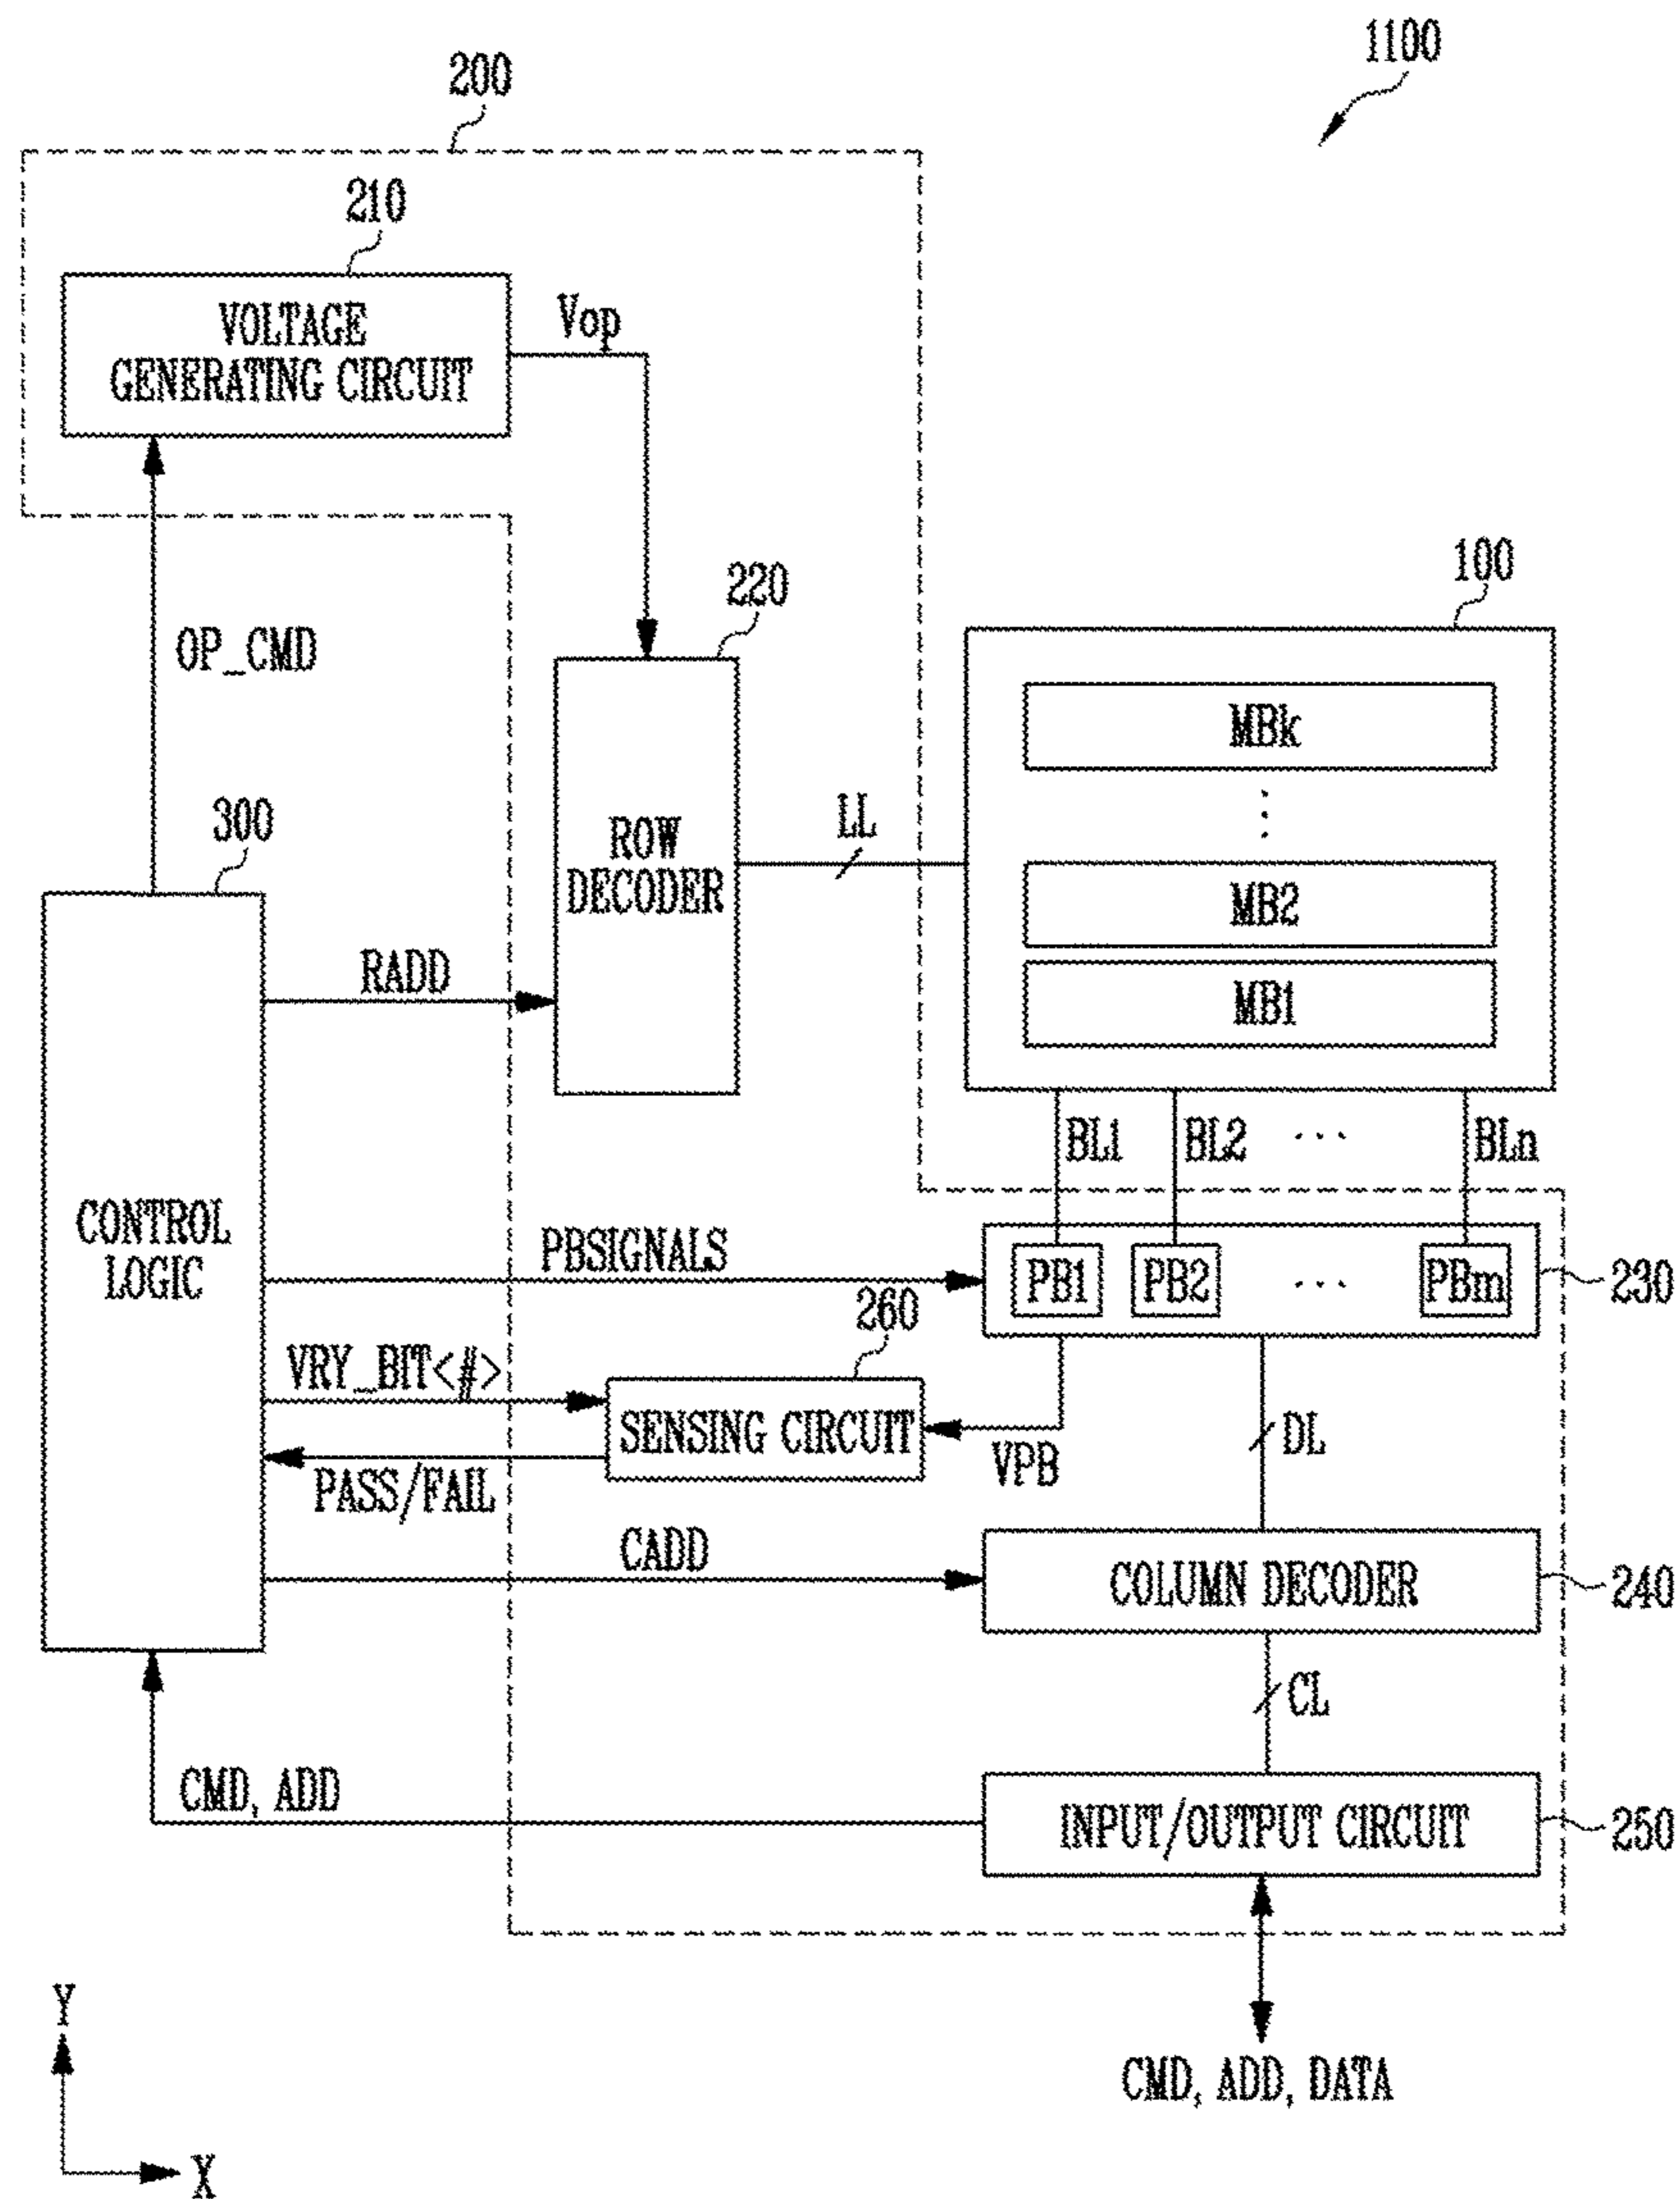 1100
200
210
VOLTAGE
GENERATING CIRCUIT
Vop
OP_CMD
220
ROW
DECODER
100
MBk
MB2
MB1
LL
300
CONTROL
LOGIC
RADD
BL1
BL2
...
BLn
PBSIGNALS
PB1
PB2
...
PBm
230
260
VRY_BIT<#>
SENSING CIRCUIT
VPB
DL
PASS/FAIL
CADD
COLUMN DECODER
240
CL
CMD, ADD
INPUT/OUTPUT CIRCUIT
250
CMD, ADD, DATA
Y
X